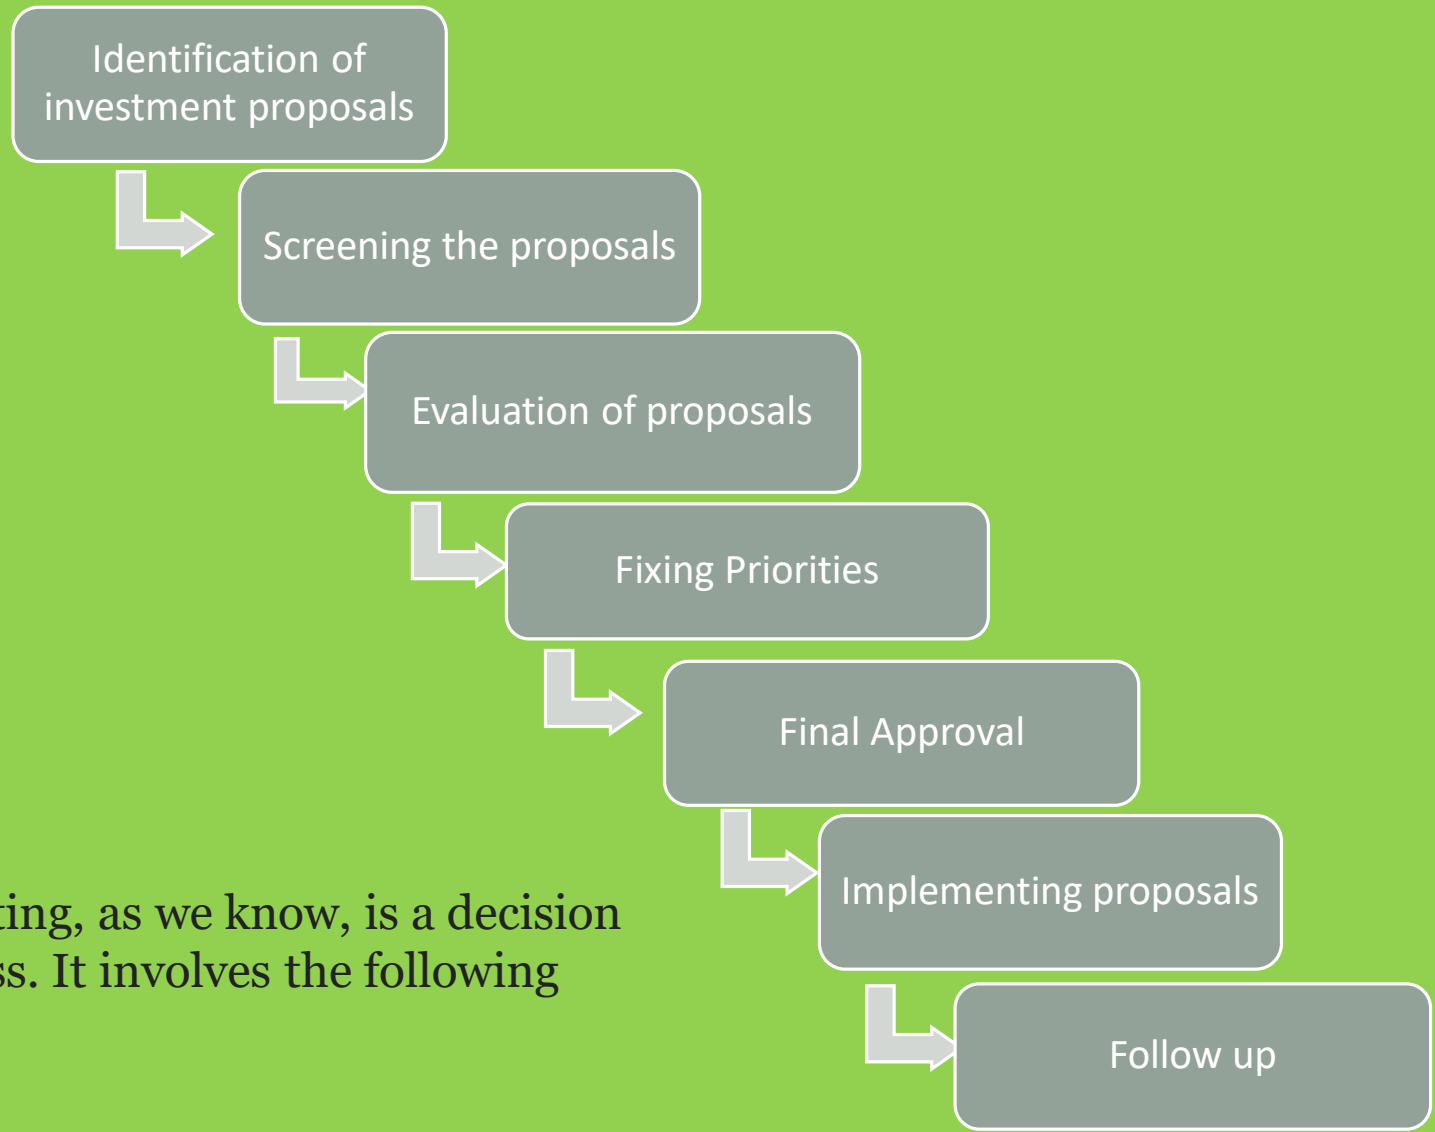 Identification of
investment proposals
Screening the proposals
Evaluation of proposals
Fixing Priorities
Final Approval
Implementing proposals
Follow up
ting, as we know, is a decision
ss. It involves the following